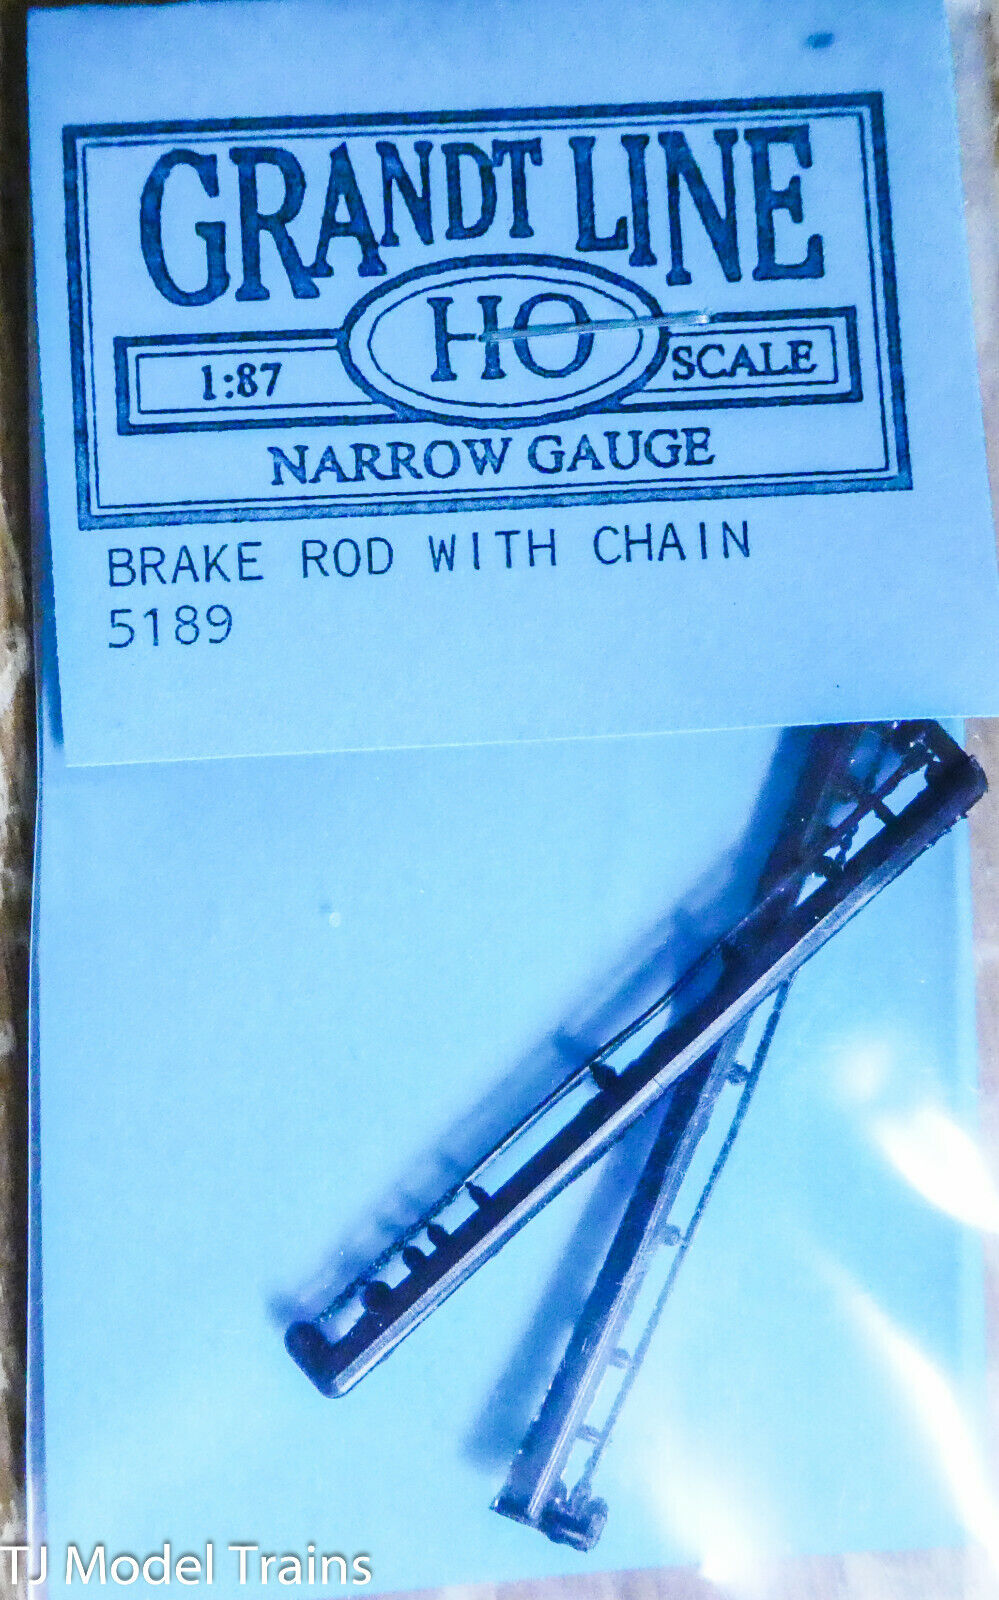 GRANDT LINE
1:87 HO SCALE
NARROW GAUGE
BRAKE ROD WITH CHAIN
5189
TJ Model Trains